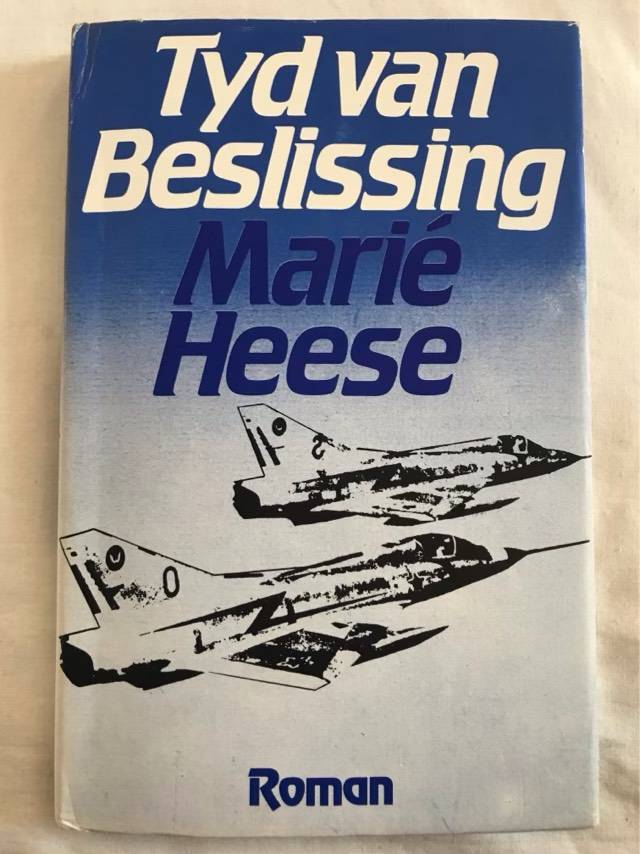 Tyd van
Beslissing
Marié
Heese
Roman